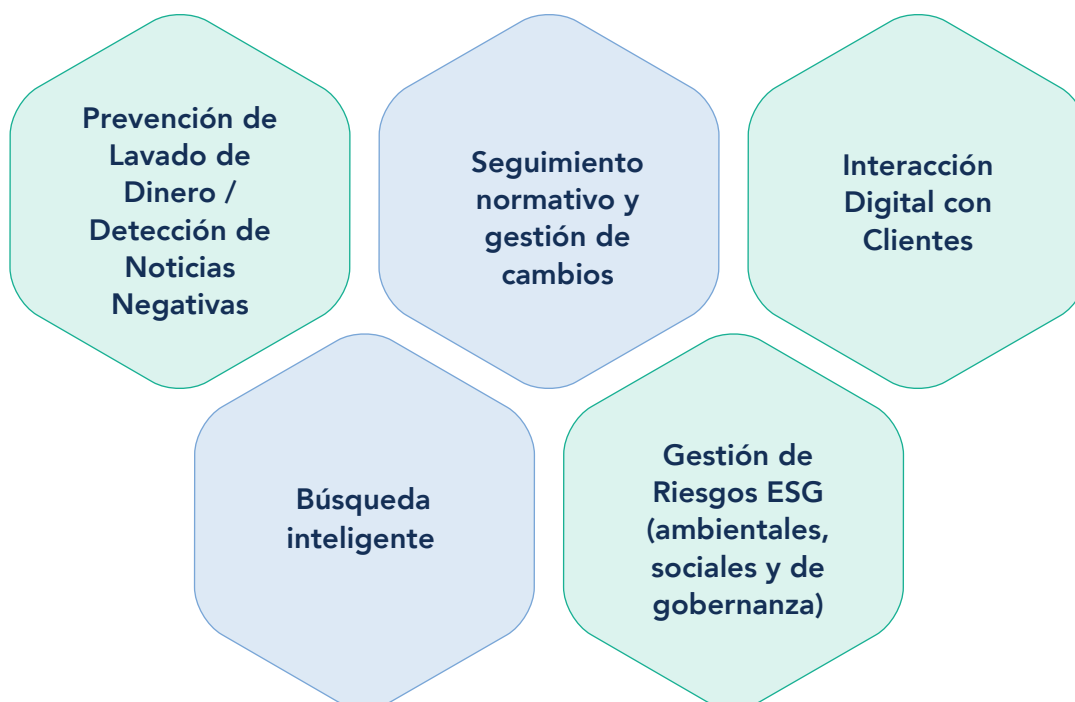 Prevención de
Lavado de
Dinero /
Detección de
Noticias
Negativas
Seguimiento
normativo y
gestión de
cambios
Interacción
Digital con
Clientes
Búsqueda
inteligente
Gestión de
Riesgos ESG
(ambientales,
sociales y de
gobernanza)